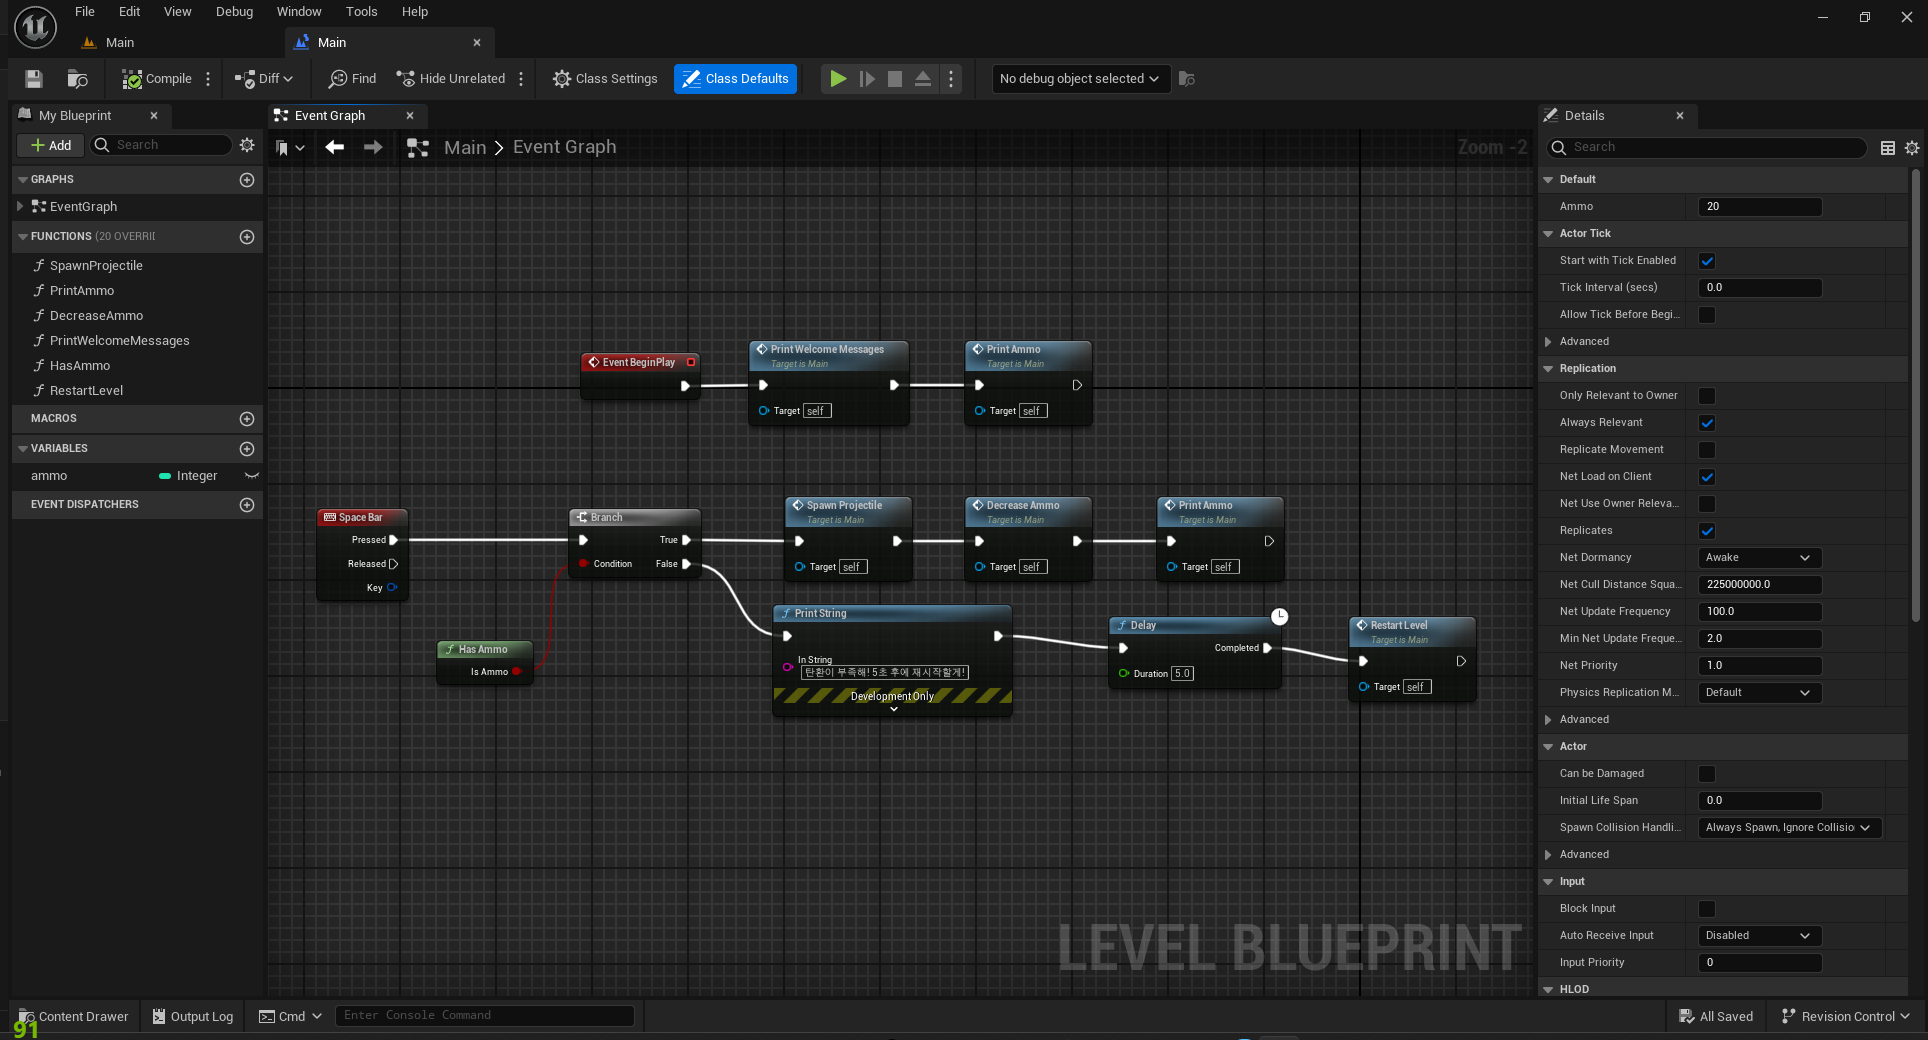 File Edit View Debug Window Tools Help
Main
Main
Compile
Diff
Find
Hide Unrelated
Class Settings
Class Defaults
No debug object selected
My Blueprint
Add
Search
GRAPHS
EventGraph
FUNCTIONS (20 OVERRI
SpawnProjectile
PrintAmmo
DecreaseAmmo
PrintWelcomeMessages
HasAmmo
RestartLevel
MACROS
VARIABLES
ammo Integer
EVENT DISPATCHERS
Event Graph
Main Event Graph
Zoom -2
Event BeginPlay
Print Welcome Messages
Target is Main
Target self
Print Ammo
Target is Main
Target self
Space Bar
Pressed
Released
Key
Branch
True
Condition False
Has Ammo
Is Ammo
Spawn Projectile
Target is Main
Target self
Decrease Ammo
Target is Main
Target self
Print Ammo
Target is Main
Target self
Print String
In String
탄환이 부족해! 5초 후에 재시작할게!
Development Only
Delay
Completed
Duration 5.0
Restart Level
Target is Main
Target self
LEVEL BLUEPRINT
Details
Search
Default
Ammo 20
Actor Tick
Start with Tick Enabled
Tick Interval (secs) 0.0
Allow Tick Before Begi...
Advanced
Replication
Only Relevant to Owner
Always Relevant
Replicate Movement
Net Load on Client
Net Use Owner Releva...
Replicates
Net Dormancy Awake
Net Cull Distance Squa... 225000000.0
Net Update Frequency 100.0
Min Net Update Freque... 2.0
Net Priority 1.0
Physics Replication M... Default
Advanced
Actor
Can be Damaged
Initial Life Span 0.0
Spawn Collision Handli... Always Spawn, Ignore Collisio
Advanced
Input
Block Input
Auto Receive Input Disabled
Input Priority 0
HLOD
Content Drawer
Output Log
Cmd
Enter Console Command
All Saved
Revision Control
91